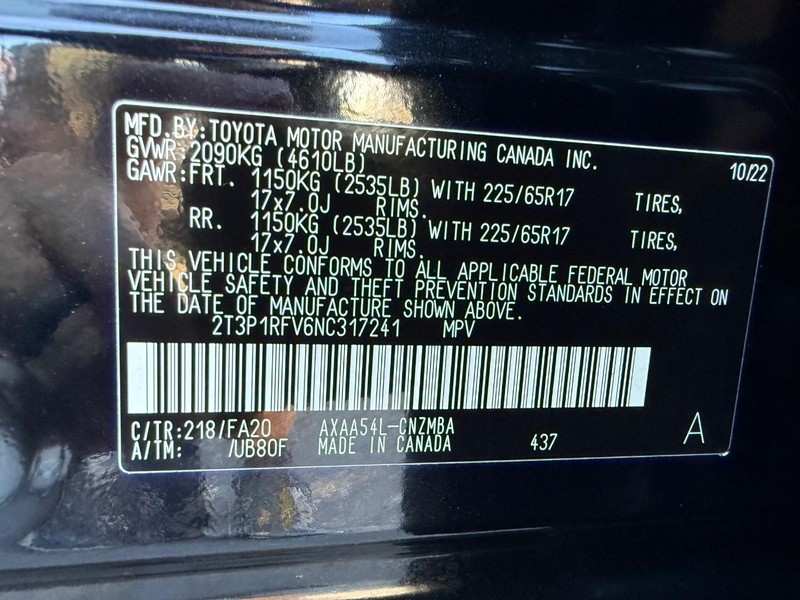 MFD.BY:TOYOTA MOTOR MANUFACTURING CANADA INC.
10/22
GVWR:2090KG (4610LB)
GAWR:FRT. 1150KG (2535LB) WITH 225/65R17 TIRES,
17x7.0J RIMS.
RR. 1150KG (2535LB) WITH 225/65R17 TIRES,
17x7.0J RIMS.
THIS VEHICLE CONFORMS TO ALL APPLICABLE FEDERAL MOTOR
VEHICLE SAFETY AND THEFT PREVENTION STANDARDS IN EFFECT ON
THE DATE OF MANUFACTURE SHOWN ABOVE.
2T3P1RFV6NC317241 MPV
C/TR:218/FA20 AXAA54L-CNZMBA
A/TM: /UB80F MADE IN CANADA 437 A